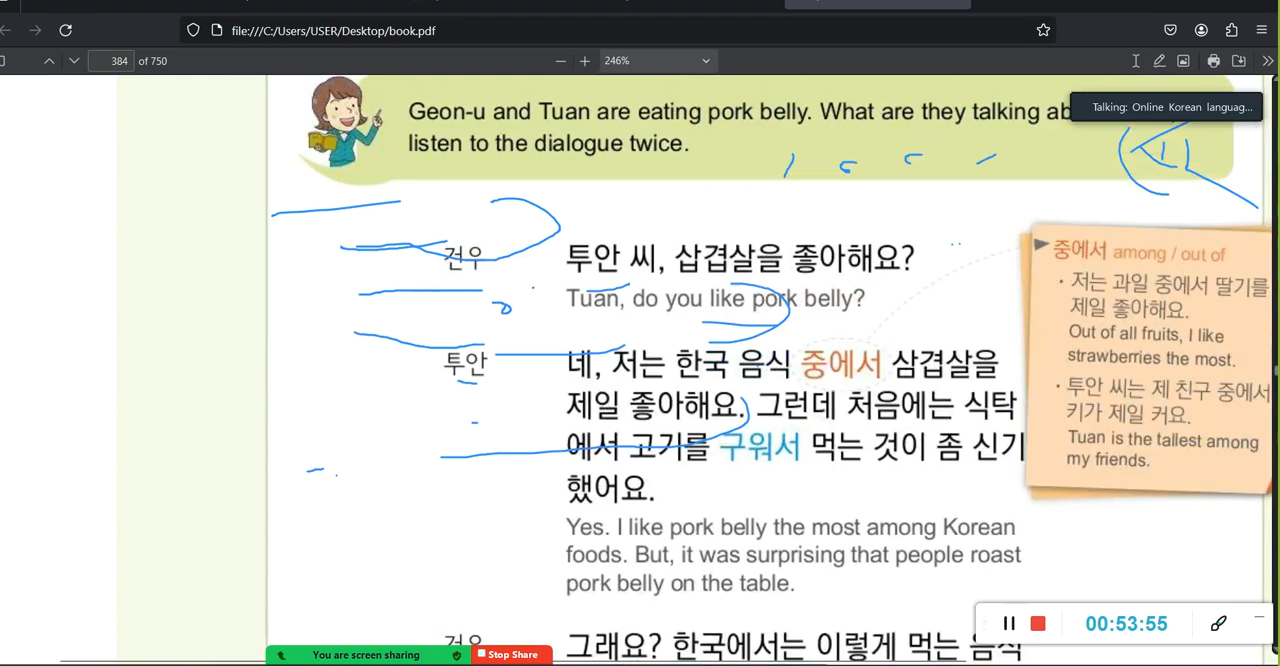 file:///C:/Users/USER/Desktop/book.pdf
384 of 750
246%
Talking: Online Korean languag...
Geon-u and Tuan are eating pork belly. What are they talking ab
listen to the dialogue twice.
건우 투안 씨, 삼겹살을 좋아해요?
Tuan, do you like pork belly?
투안 네, 저는 한국 음식 중에서 삼겹살을
제일 좋아해요. 그런데 처음에는 식탁
에서 고기를 구워서 먹는 것이 좀 신기
했어요.
Yes. I like pork belly the most among Korean
foods. But, it was surprising that people roast
pork belly on the table.
건우 그래요? 한국에서는 이렇게 먹는 음식
중에서 among / out of
· 저는 과일 중에서 딸기를
제일 좋아해요.
Out of all fruits, I like
strawberries the most.
· 투안 씨는 제 친구 중에서
키가 제일 커요.
Tuan is the tallest among
my friends.
00:53:55
You are screen sharing
Stop Share